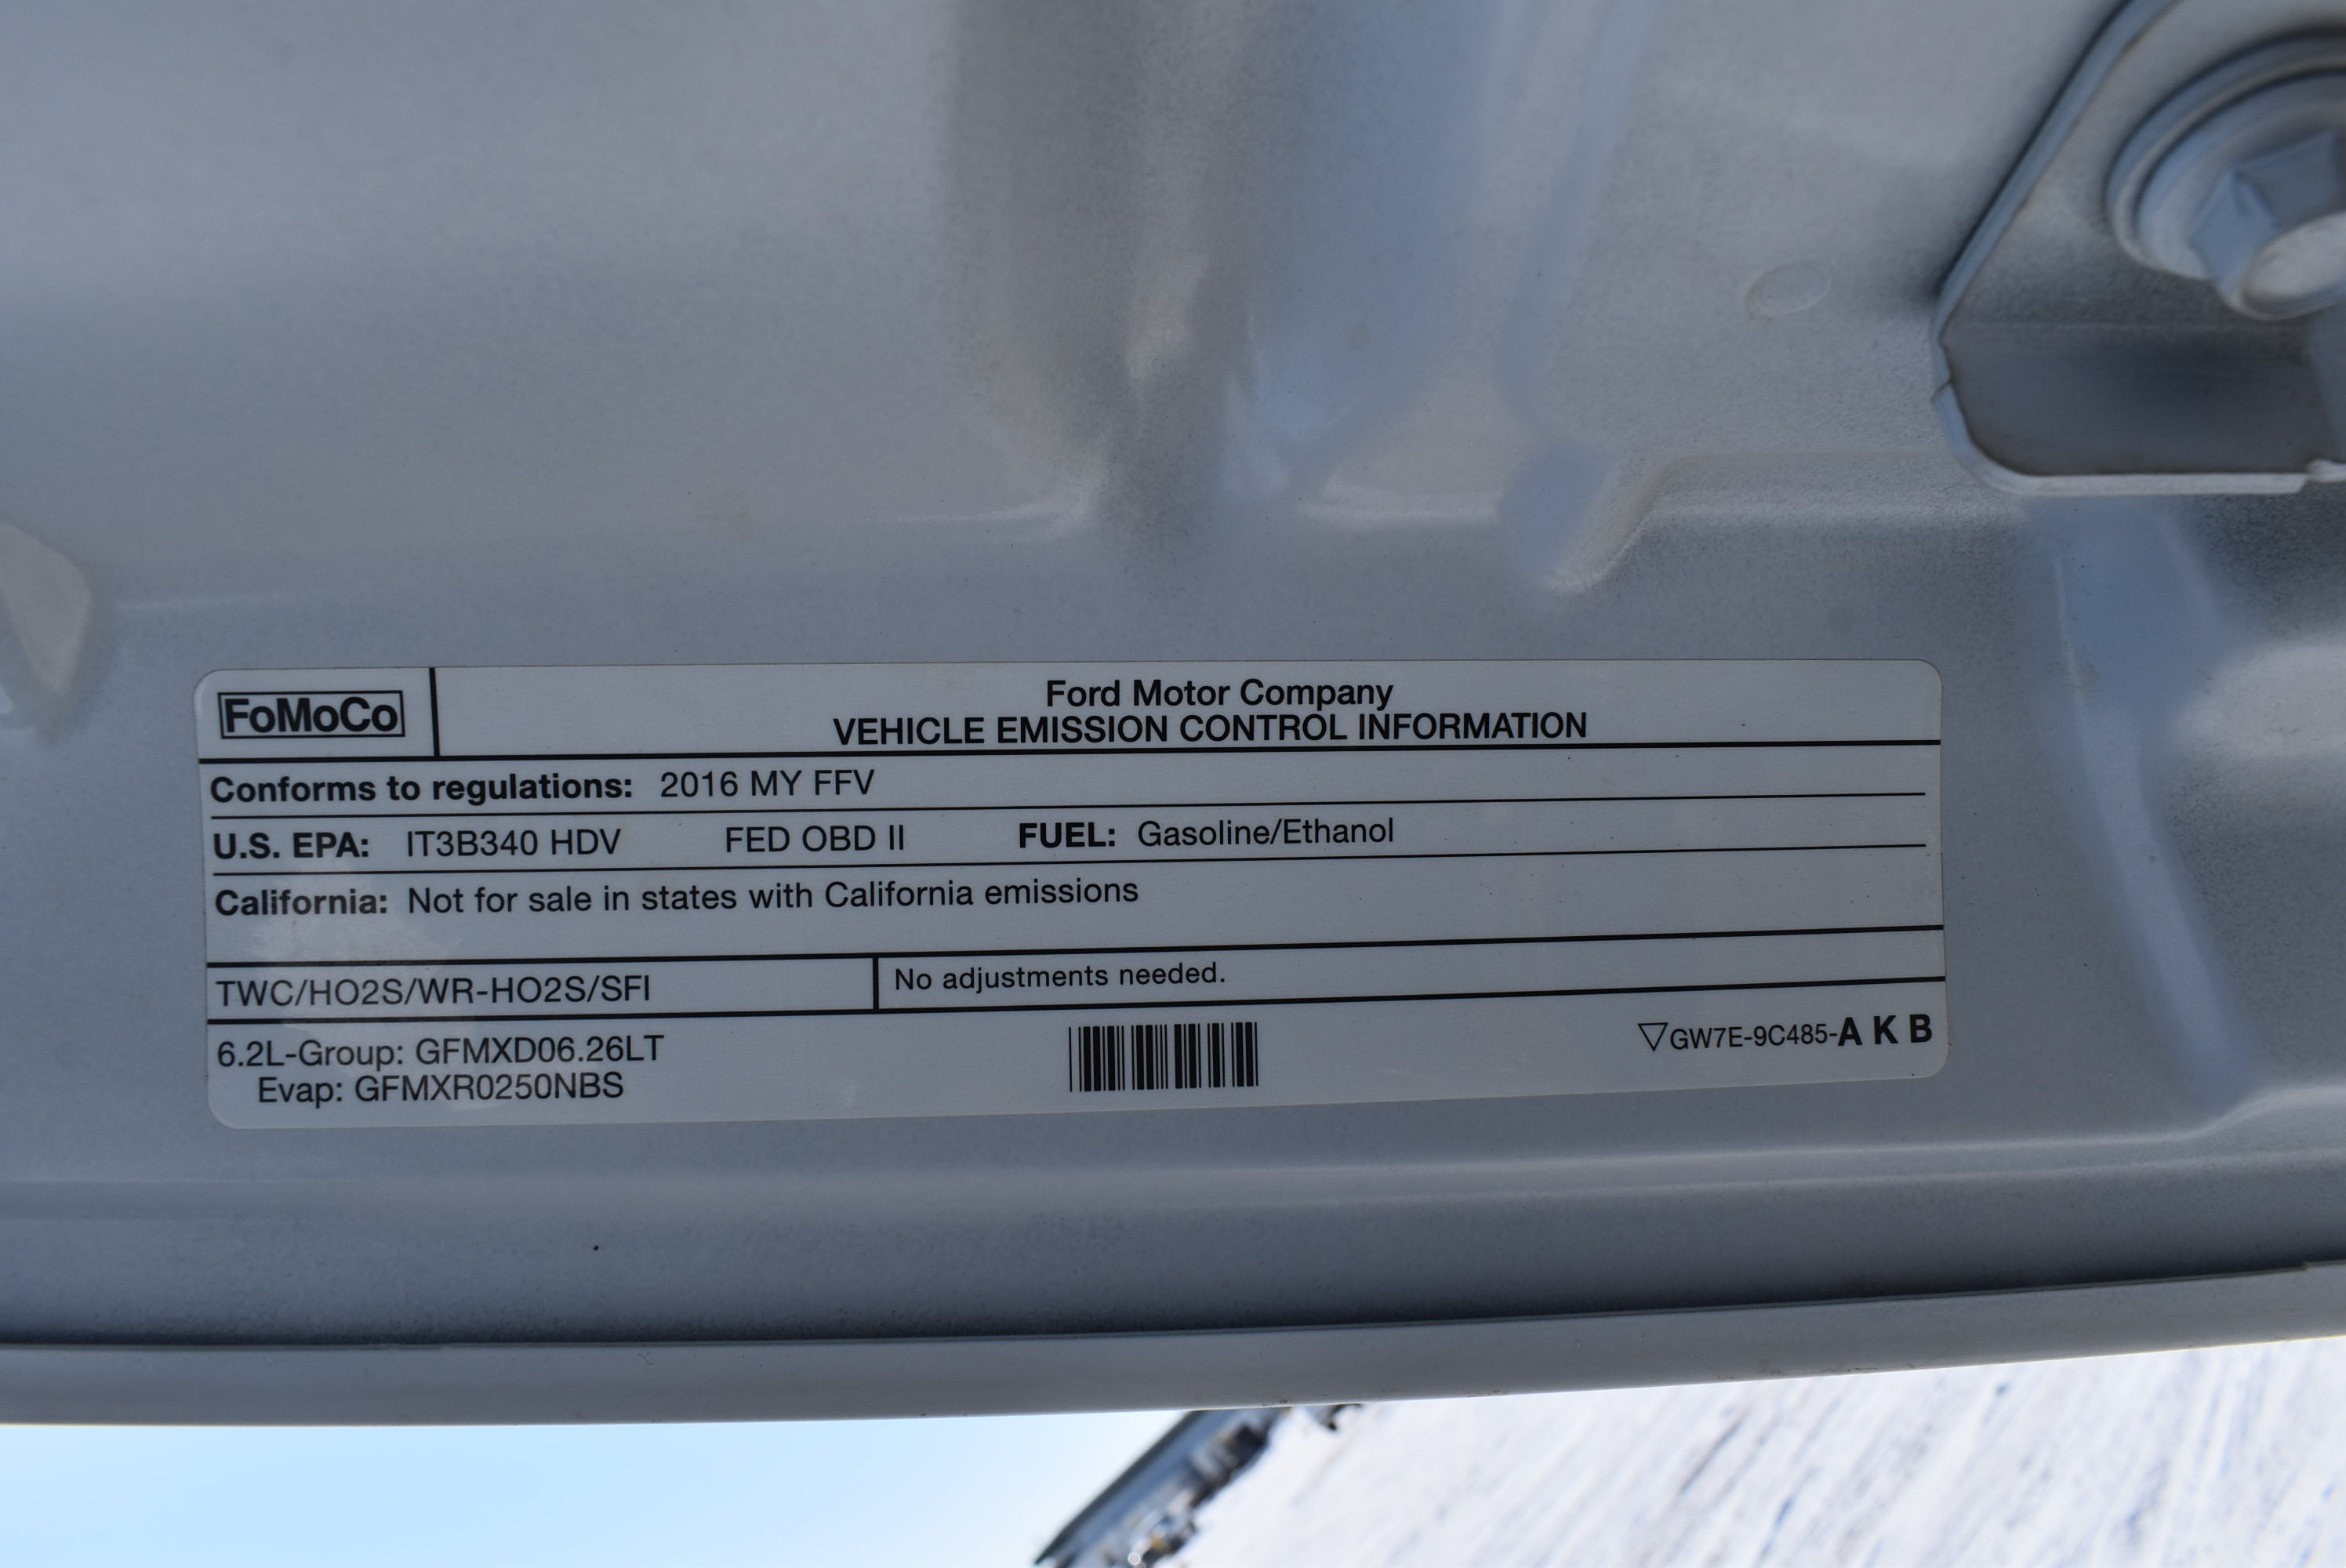 FoMoCo
Ford Motor Company
VEHICLE EMISSION CONTROL INFORMATION
Conforms to regulations: 2016 MY FFV
U.S. EPA: IT3B340 HDV FED OBD II FUEL: Gasoline/Ethanol
California: Not for sale in states with California emissions
TWC/HO2S/WR-HO2S/SFI
No adjustments needed.
6.2L-Group: GFMXD06.26LT
Evap: GFMXR0250NBS
▽GW7E-9C485-A K B